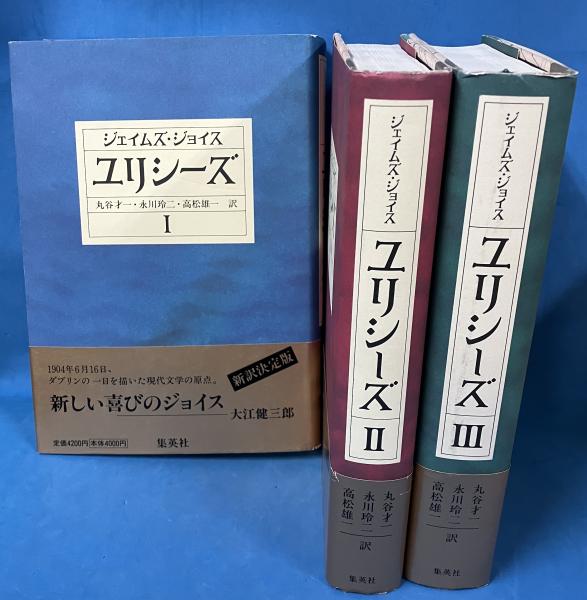 ジェイムズ・ジョイス
ユリシーズ
丸谷才一・永川玲二・高松雄一 訳
I
1904年6月16日、
ダブリンの一日を描いた現代文学の原点。
新訳決定版
新しい喜びのジョイス
大江健三郎
定価4200円 本体4000円
集英社
ジェイムズ・ジョイス
ユリシーズ II
丸谷才一
永川玲二
高松雄一
訳
集英社
ジェイムズ・ジョイス
ユリシーズ III
丸谷才一
永川玲二
高松雄一
訳
集英社